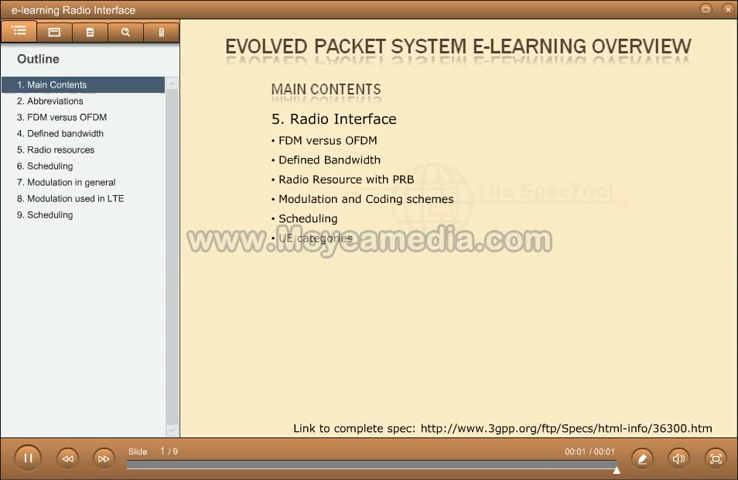 e-learning Radio Interface
Outline
1. Main Contents
2. Abbreviations
3. FDM versus OFDM
4. Defined bandwidth
5. Radio resources
6. Scheduling
7. Modulation in general
8. Modulation used in LTE
9. Scheduling
EVOLVED PACKET SYSTEM E-LEARNING OVERVIEW
MAIN CONTENTS
5. Radio Interface
• FDM versus OFDM
• Defined Bandwidth
• Radio Resource with PRB
• Modulation and Coding schemes
• Scheduling
• UE categories
The SpecTool
www.Moyeamedia.com
Link to complete spec: http://www.3gpp.org/ftp/Specs/html-info/36300.htm
Slide 1 / 9
00:01 / 00:01